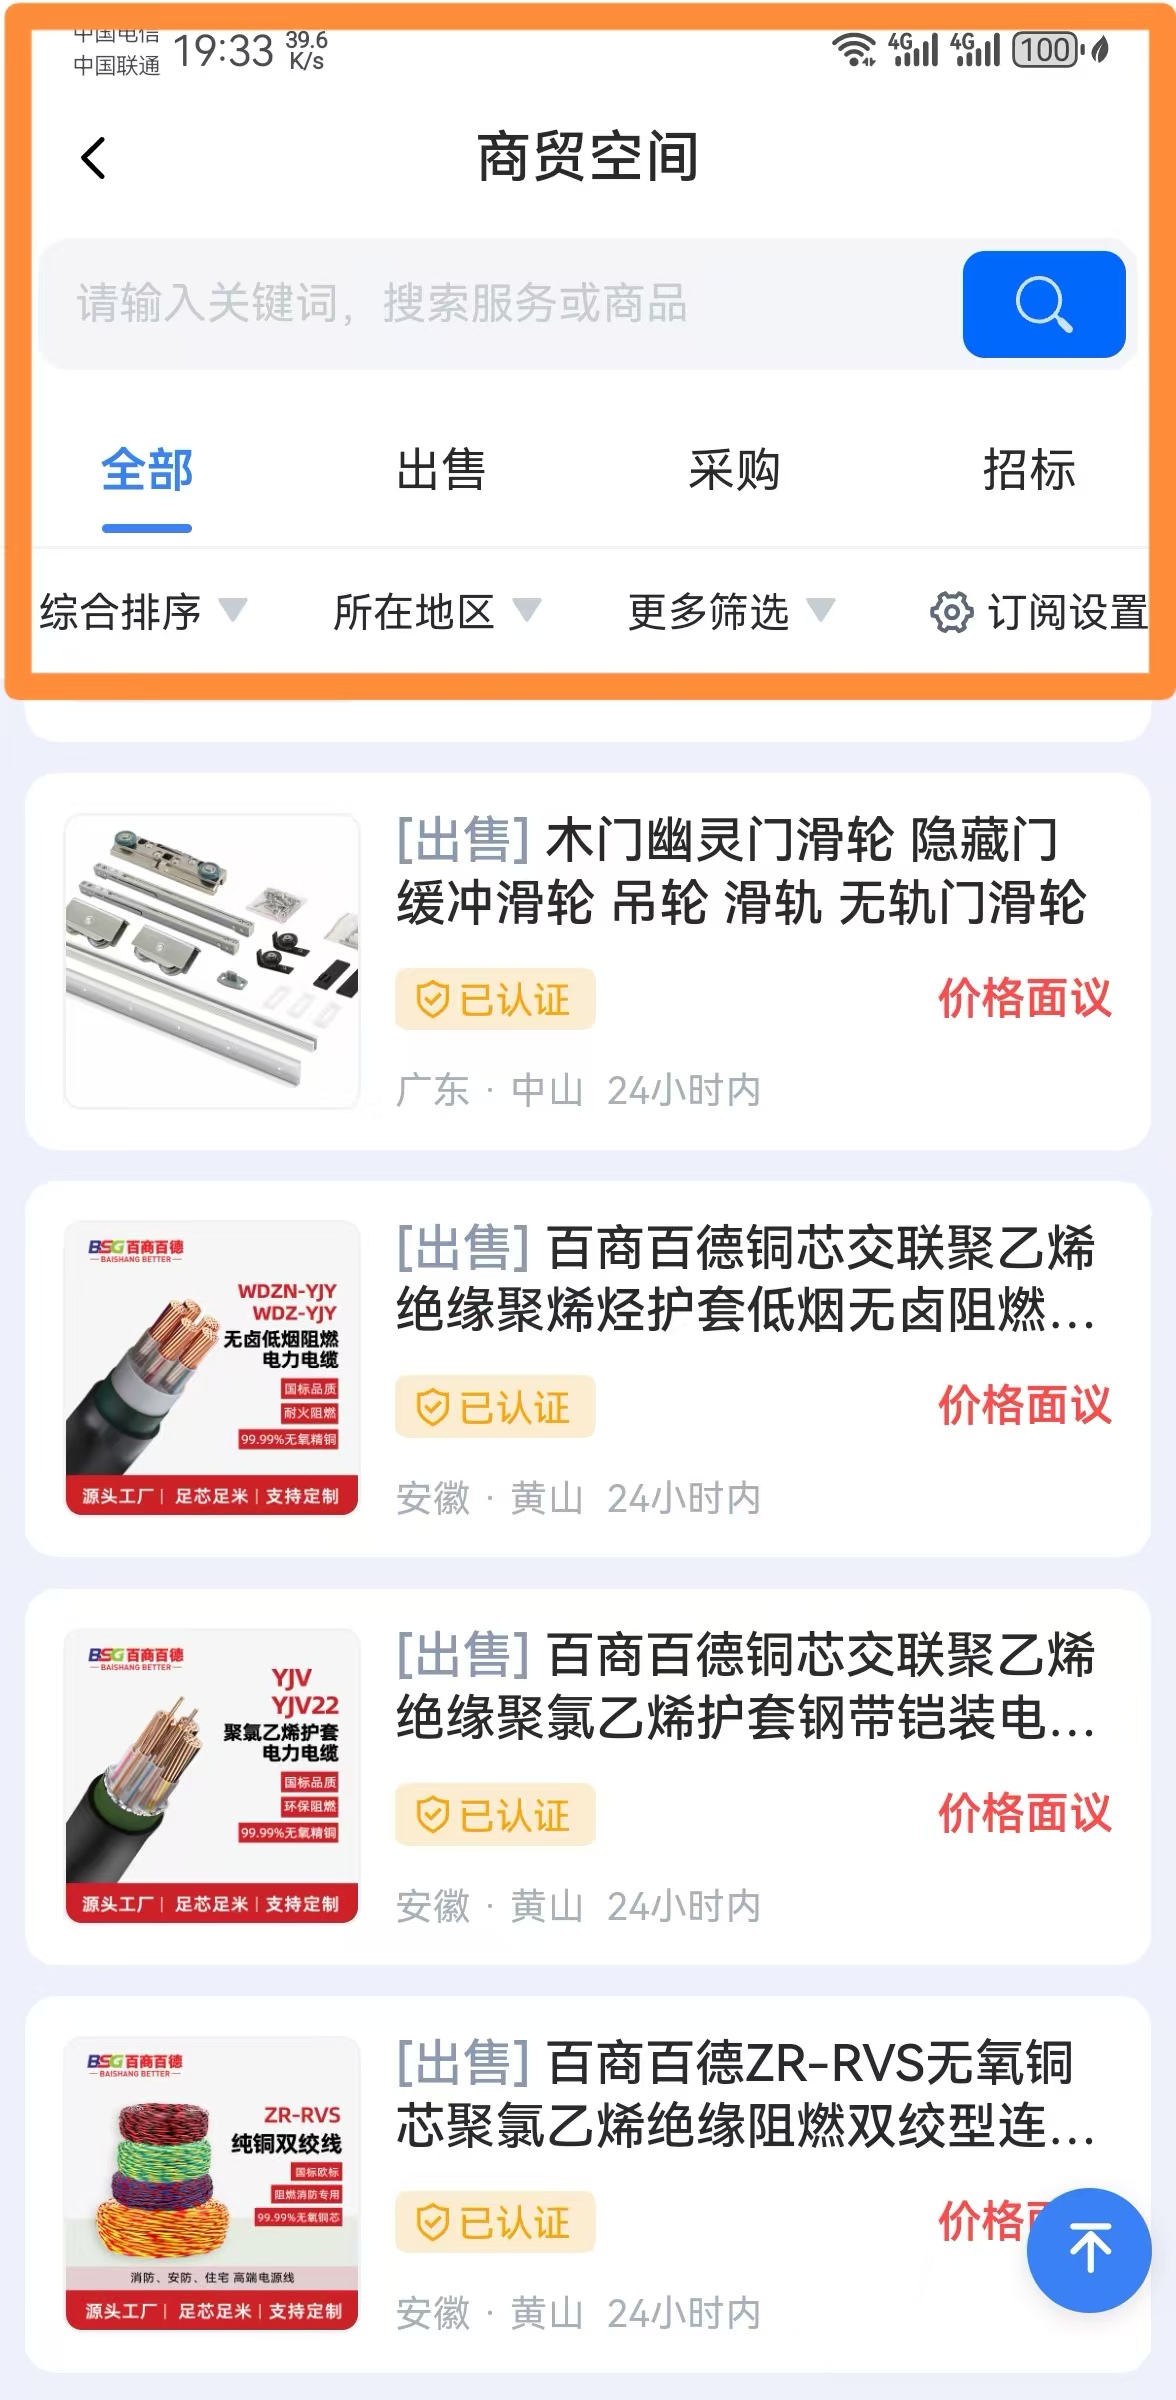 中国电信
中国联通
19:33
39.6
K/s
4G
4G
100
商贸空间
请输入关键词，搜索服务或商品
全部
出售
采购
招标
综合排序
所在地区
更多筛选
订阅设置
[出售] 木门幽灵门滑轮 隐藏门
缓冲滑轮 吊轮 滑轨 无轨门滑轮
已认证
价格面议
广东 · 中山 24小时内
BSG百商百德
BAISHANG BETTER
WDZN-YJY
WDZ-YJY
无卤低烟阻燃
电力电缆
国标品质
耐火阻燃
99.99%无氧精铜
源头工厂| 足芯足米|支持定制
[出售] 百商百德铜芯交联聚乙烯
绝缘聚烯烃护套低烟无卤阻燃...
已认证
价格面议
安徽 · 黄山 24小时内
BSG百商百德
BAISHANG BETTER
YJV
YJV22
聚氯乙烯护套
电力电缆
国标品质
环保阻燃
99.99%无氧精铜
源头工厂| 足芯足米|支持定制
[出售] 百商百德铜芯交联聚乙烯
绝缘聚氯乙烯护套钢带铠装电...
已认证
价格面议
安徽 · 黄山 24小时内
BSG百商百德
BAISHANG BETTER
ZR-RVS
纯铜双绞线
国标欧标
阻燃消防专用
99.99%无氧铜芯
消防、安防、住宅 高端电源线
源头工厂| 足芯足米|支持定制
[出售] 百商百德ZR-RVS无氧铜
芯聚氯乙烯绝缘阻燃双绞型连...
已认证
价格
安徽 · 黄山 24小时内